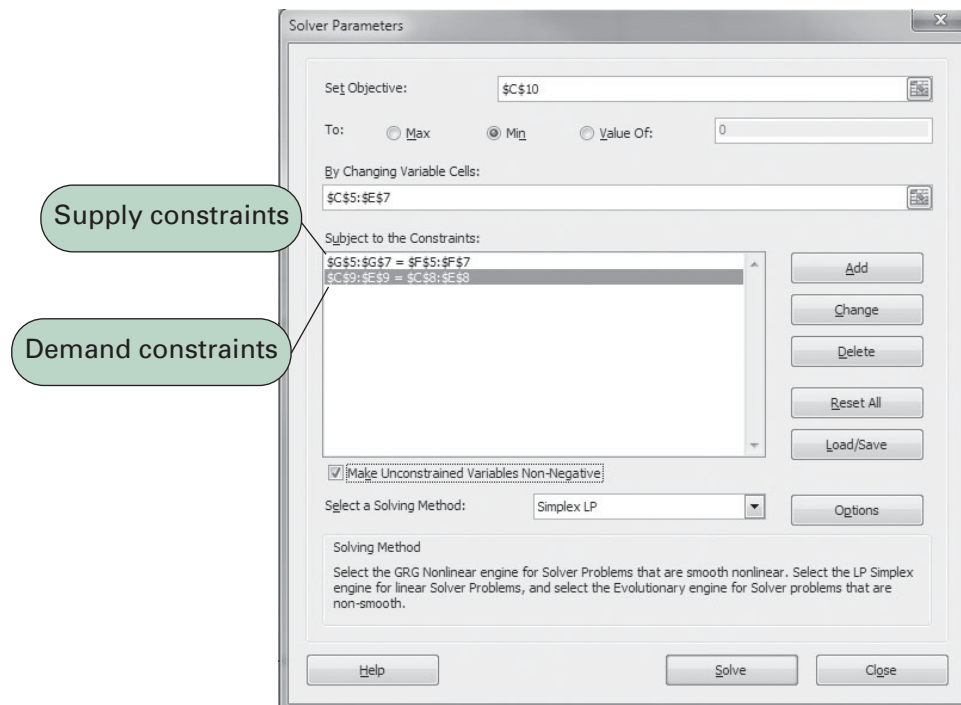 Solver Parameters
X
Set Objective:
$C$10
To:
Max
Min
Value Of:
0
By Changing Variable Cells:
$C$5:$E$7
Supply constraints
Subject to the Constraints:
$G$5:$G$7 = $F$5:$F$7
$C$9:$E$9 = $C$8:$E$8
Demand constraints
Add
Change
Delete
Reset All
Load/Save
Make Unconstrained Variables Non-Negative
Select a Solving Method:
Simplex LP
Options
Solving Method
Select the GRG Nonlinear engine for Solver Problems that are smooth nonlinear. Select the LP Simplex
engine for linear Solver Problems, and select the Evolutionary engine for Solver problems that are
non-smooth.
Help
Solve
Close